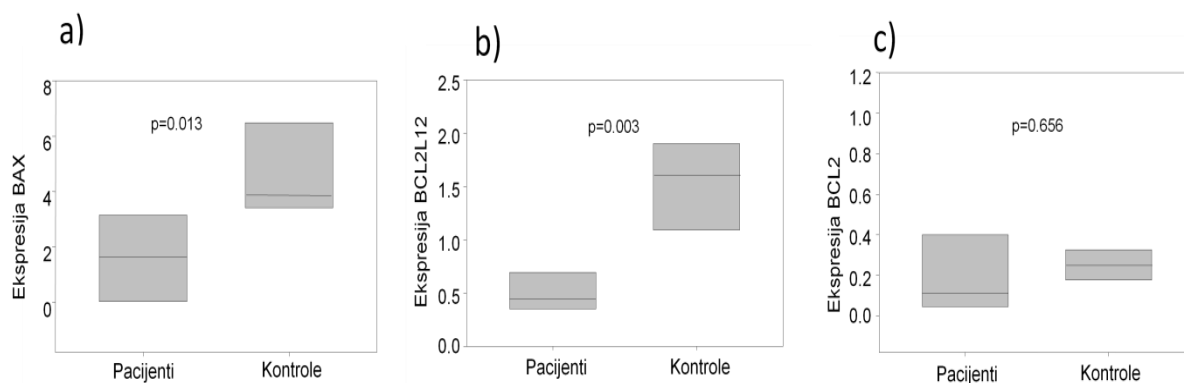 a)
Ekspresija BAX
8
6
4
2
0
p=0.013
Pacijenti Kontrole
b)
Ekspresija BCL2L12
2.5
2.0
1.5
1.0
0.5
0.0
p=0.003
Pacijenti Kontrole
c)
Ekspresija BCL2
1.2
1.0
0.8
0.6
0.4
0.2
0.0
p=0.656
Pacijenti Kontrole